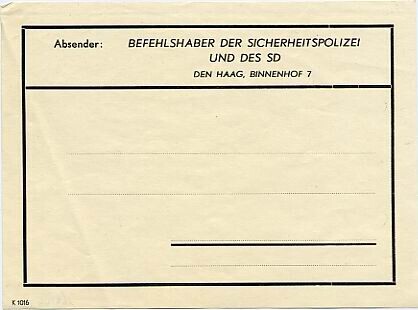 Absender: BEFEHLSHABER DER SICHERHEITSPOLIZEI
UND DES SD
DEN HAAG, BINNENHOF 7
K 1016